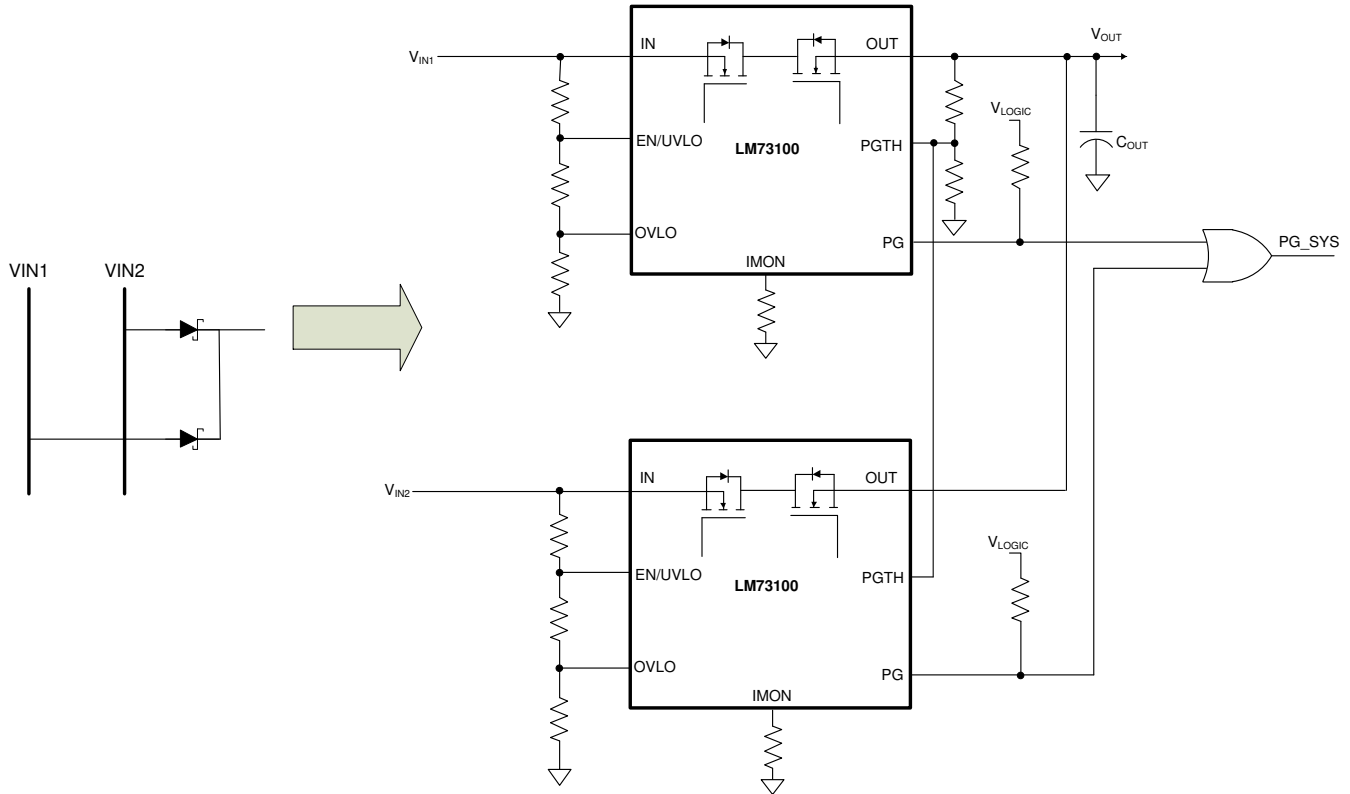 VIN1
VIN2
VIN1
IN
OUT
VOUT
VLOGIC
EN/UVLO
LM73100
PGTH
COUT
OVLO
PG
IMON
PG_SYS
VIN2
IN
OUT
VLOGIC
EN/UVLO
LM73100
PGTH
OVLO
PG
IMON